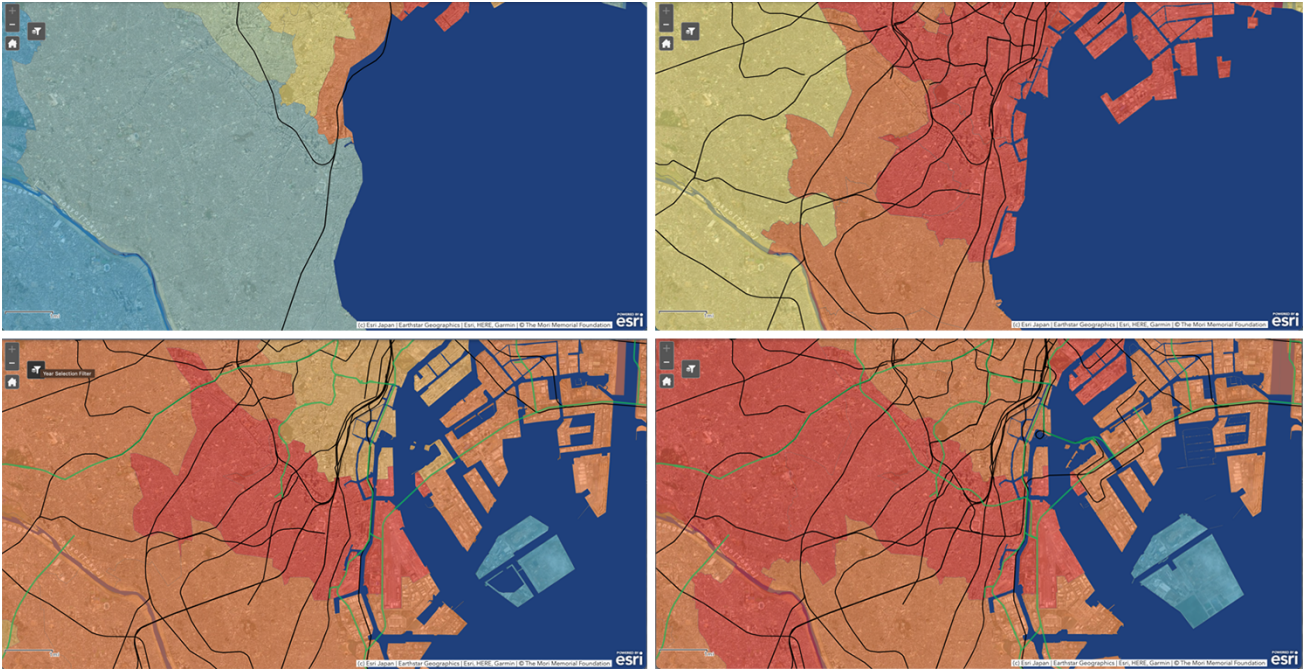 POWERED BY
esri
(c) Esri Japan | Earthstar Geographics | Esri, HERE, Garmin | © The Mori Memorial Foundation
POWERED BY
esri
(c) Esri Japan | Earthstar Geographics | Esri, HERE, Garmin | © The Mori Memorial Foundation
Year Selection Filter
POWERED BY
esri
(c) Esri Japan | Earthstar Geographics | Esri, HERE, Garmin | © The Mori Memorial Foundation
POWERED BY
esri
(c) Esri Japan | Earthstar Geographics | Esri, HERE, Garmin | © The Mori Memorial Foundation